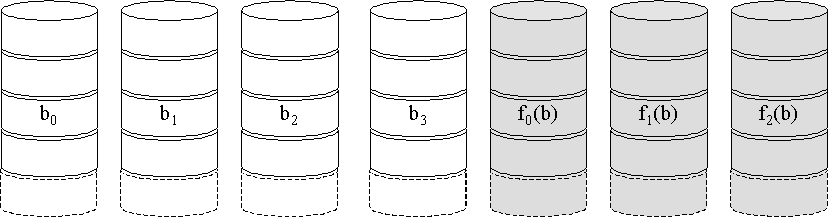 b₀ b₁ b₂ b₃ f₀(b) f₁(b) f₂(b)